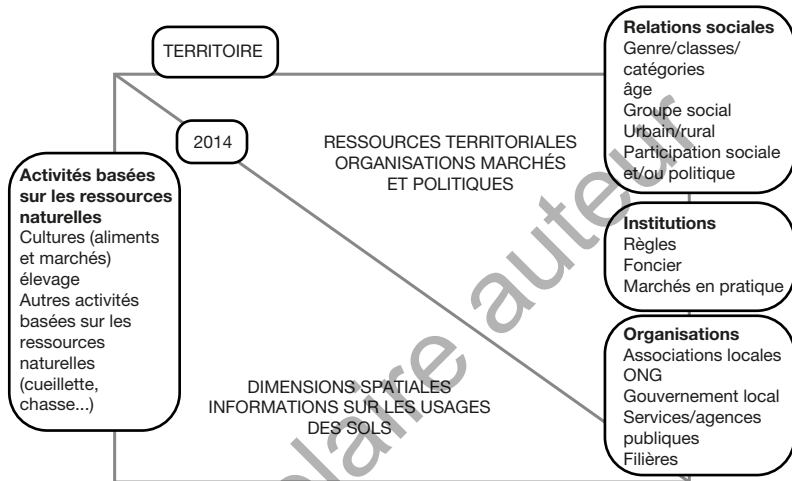 TERRITOIRE
2014
RESSOURCES TERRITORIALES
ORGANISATIONS MARCHÉS
ET POLITIQUES
Relations sociales
Genre/classes/
catégories
âge
Groupe social
Urbain/rural
Participation sociale
et/ou politique
Activités basées
sur les ressources
naturelles
Cultures (aliments
et marchés)
élevage
Autres activités
basées sur les
ressources
naturelles
(cueillette,
chasse...)
Institutions
Règles
Foncier
Marchés en pratique
Organisations
Associations locales
ONG
Gouvernement local
Services/agences
publiques
Filières
DIMENSIONS SPATIALES
INFORMATIONS SUR LES USAGES
DES SOLS
laire auteur